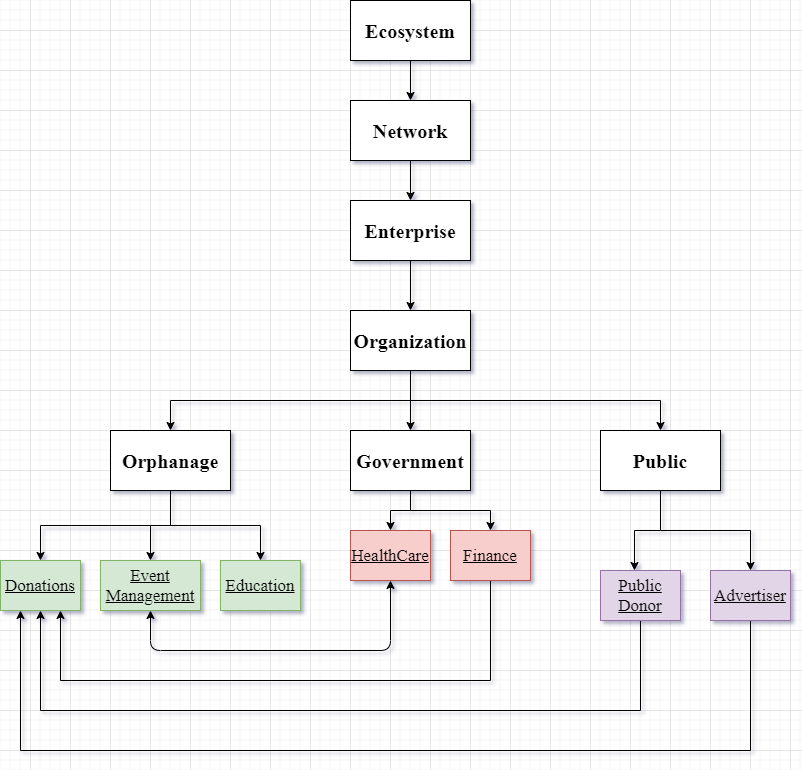 Ecosystem
Network
Enterprise
Organization
Orphanage
Government
Public
Donations
Event
Management
Education
HealthCare
Finance
Public
Donor
Advertiser